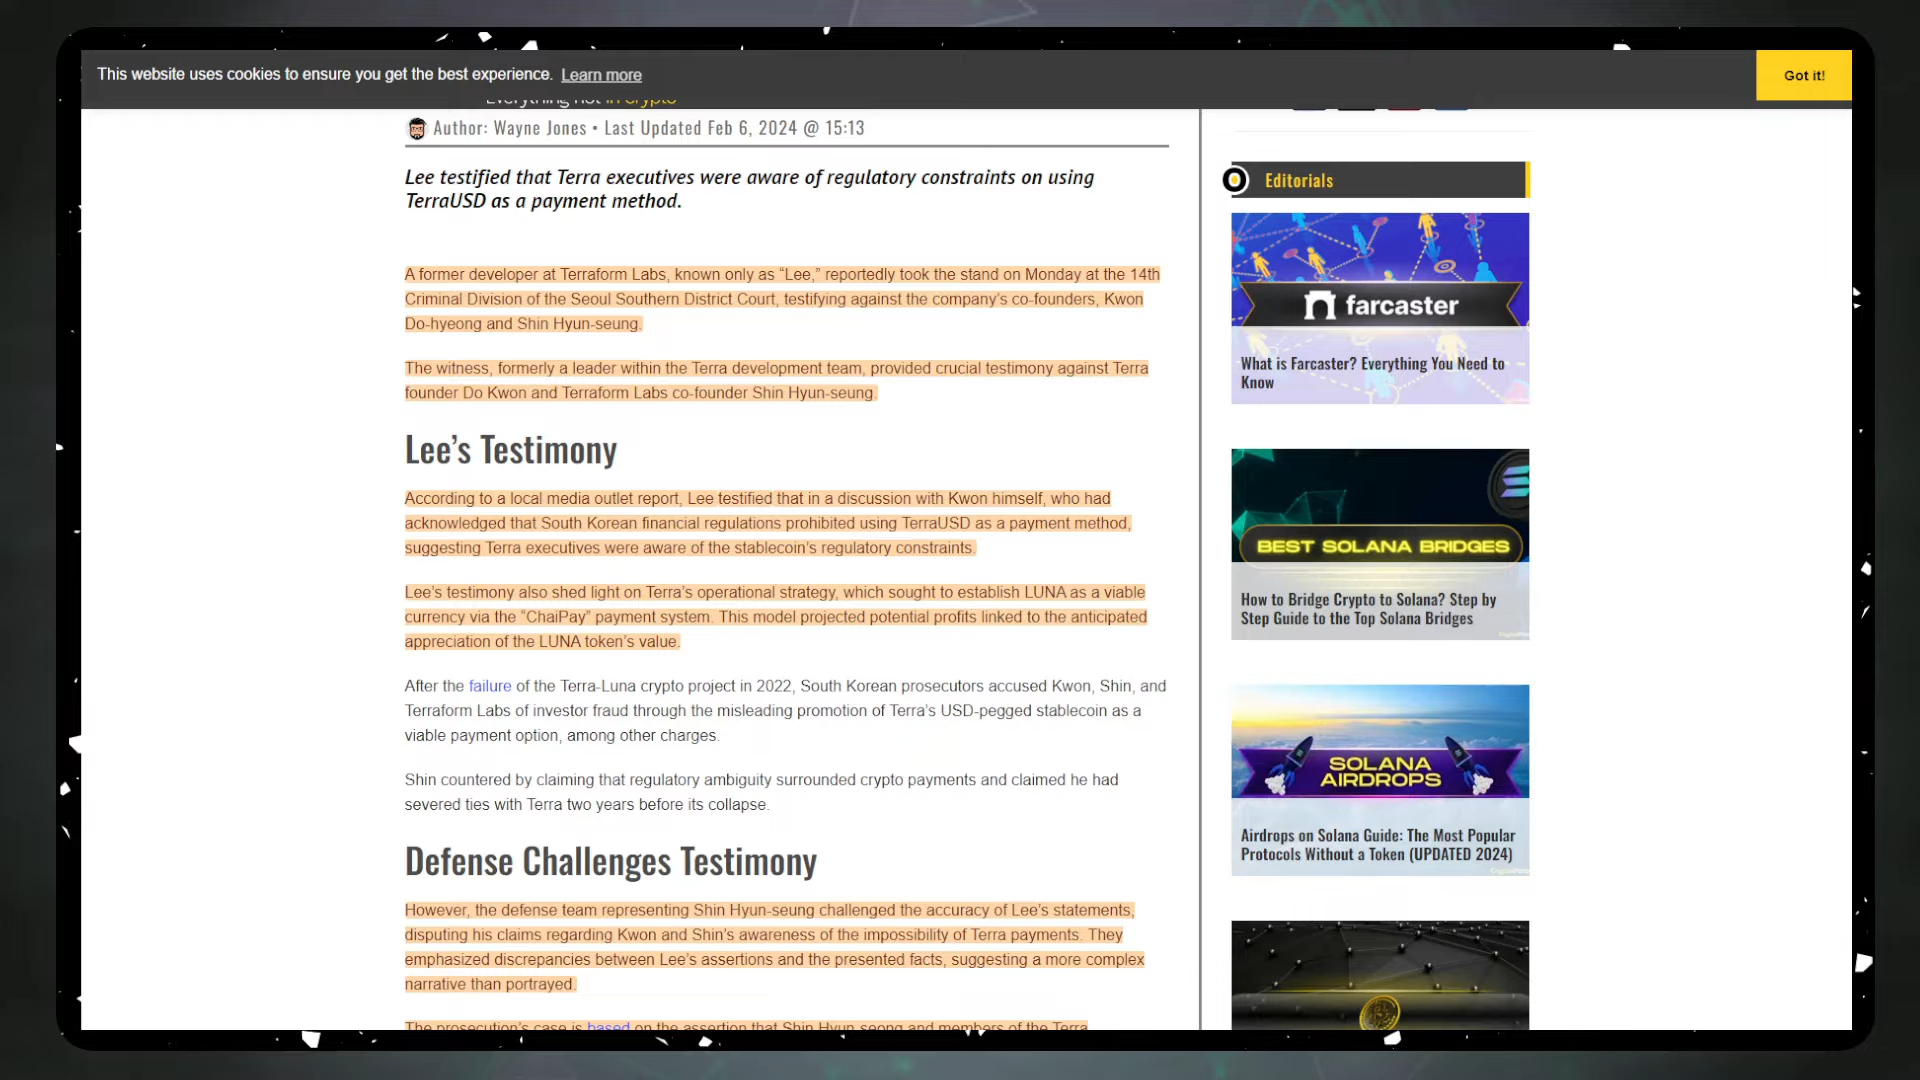 This website uses cookies to ensure you get the best experience. Learn more
Got it!
Everything hot in crypto
Author: Wayne Jones • Last Updated Feb 6, 2024 @ 15:13
Lee testified that Terra executives were aware of regulatory constraints on using
TerraUSD as a payment method.
A former developer at Terraform Labs, known only as “Lee,” reportedly took the stand on Monday at the 14th
Criminal Division of the Seoul Southern District Court, testifying against the company’s co-founders, Kwon
Do-hyeong and Shin Hyun-seung.
The witness, formerly a leader within the Terra development team, provided crucial testimony against Terra
founder Do Kwon and Terraform Labs co-founder Shin Hyun-seung.
Lee’s Testimony
According to a local media outlet report, Lee testified that in a discussion with Kwon himself, who had
acknowledged that South Korean financial regulations prohibited using TerraUSD as a payment method,
suggesting Terra executives were aware of the stablecoin’s regulatory constraints.
Lee’s testimony also shed light on Terra’s operational strategy, which sought to establish LUNA as a viable
currency via the “ChaiPay” payment system. This model projected potential profits linked to the anticipated
appreciation of the LUNA token’s value.
After the failure of the Terra-Luna crypto project in 2022, South Korean prosecutors accused Kwon, Shin, and
Terraform Labs of investor fraud through the misleading promotion of Terra’s USD-pegged stablecoin as a
viable payment option, among other charges.
Shin countered by claiming that regulatory ambiguity surrounded crypto payments and claimed he had
severed ties with Terra two years before its collapse.
Defense Challenges Testimony
However, the defense team representing Shin Hyun-seung challenged the accuracy of Lee’s statements,
disputing his claims regarding Kwon and Shin’s awareness of the impossibility of Terra payments. They
emphasized discrepancies between Lee’s assertions and the presented facts, suggesting a more complex
narrative than portrayed.
The prosecution’s case is based on the assertion that Shin Hyun-seong and members of the Terra
Editorials
farcaster
What is Farcaster? Everything You Need to
Know
BEST SOLANA BRIDGES
How to Bridge Crypto to Solana? Step by
Step Guide to the Top Solana Bridges
SOLANA
AIRDROPS
Airdrops on Solana Guide: The Most Popular
Protocols Without a Token (UPDATED 2024)